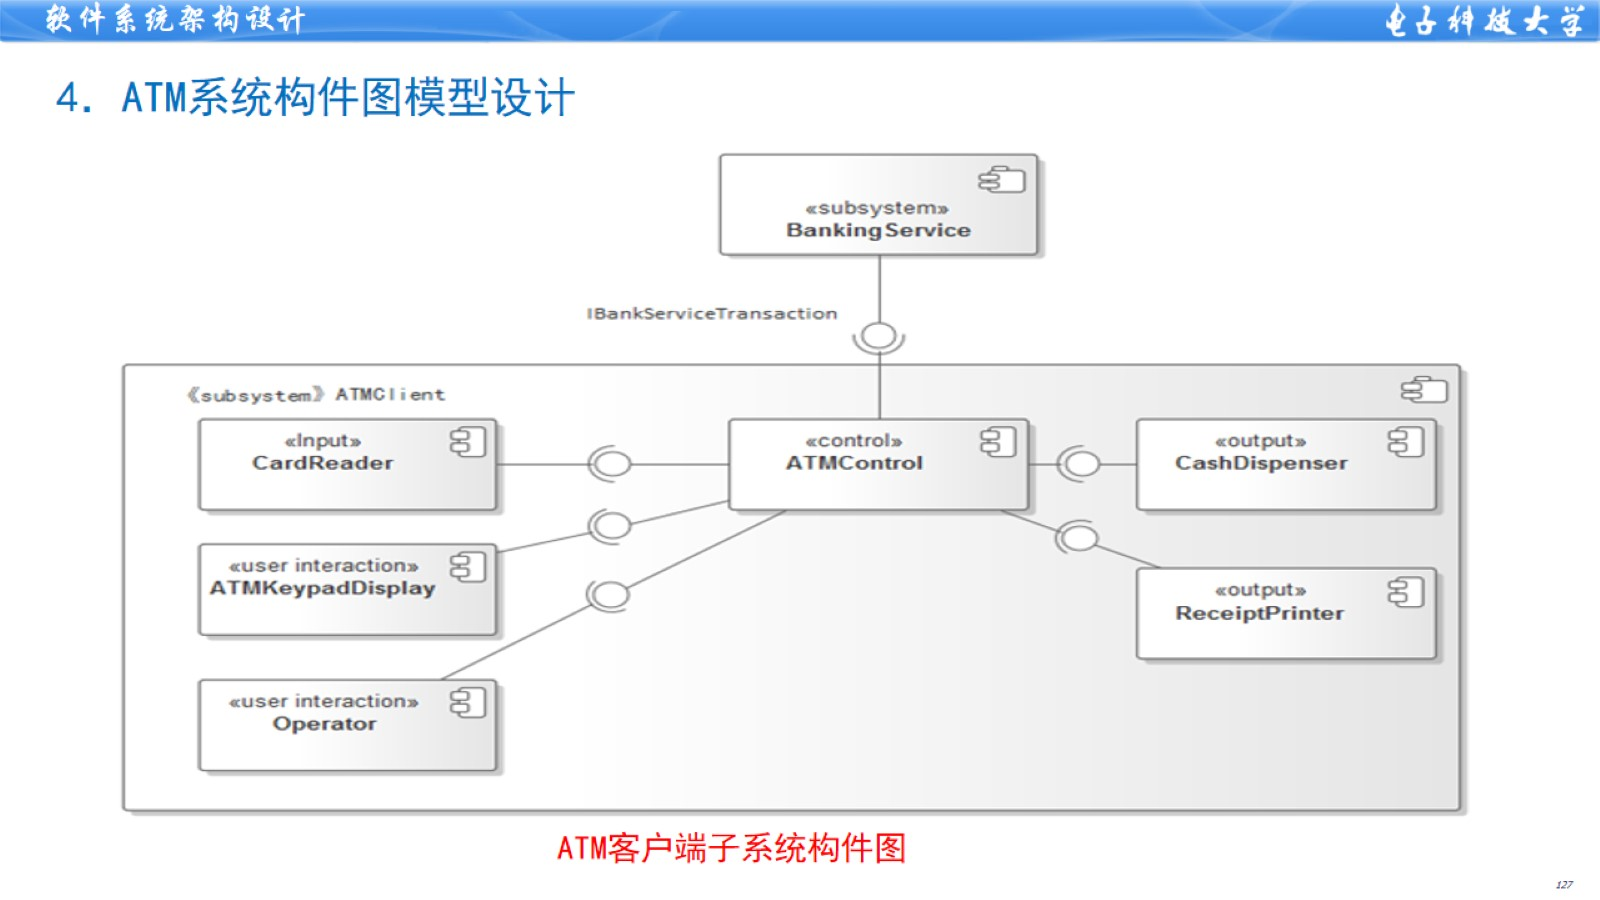 软件系统架构设计
电子科技大学
4. ATM系统构件图模型设计
«subsystem»
BankingService
IBankServiceTransaction
《subsystem》ATMClient
«Input»
CardReader
«control»
ATMControl
«output»
CashDispenser
«user interaction»
ATMKeypadDisplay
«output»
ReceiptPrinter
«user interaction»
Operator
ATM客户端子系统构件图
127